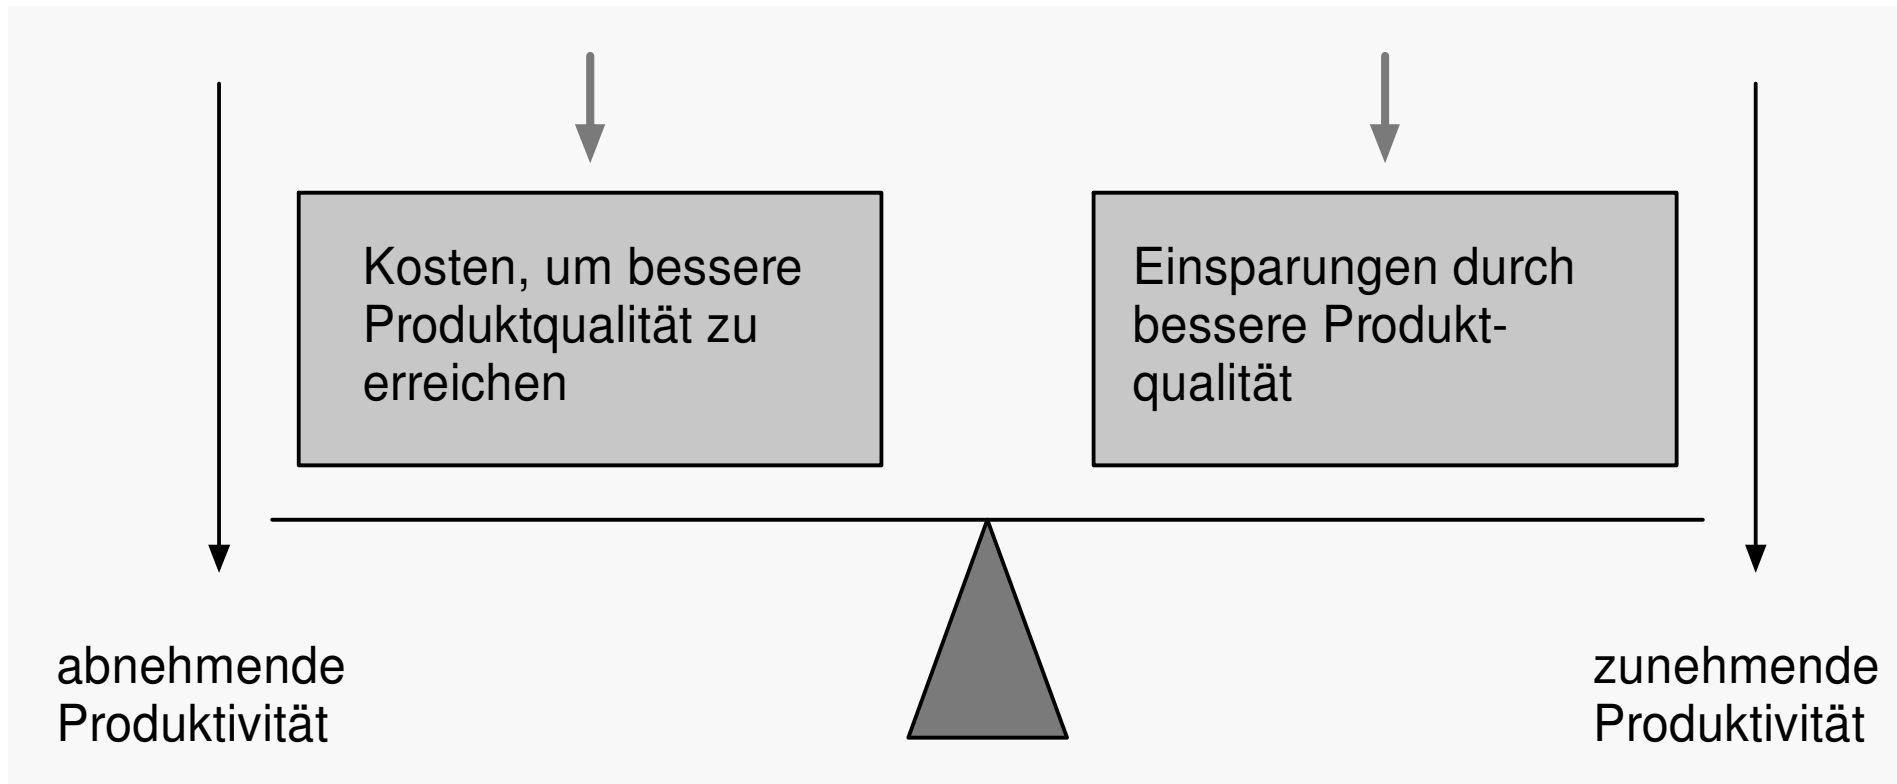 Kosten, um bessere
Produktqualität zu
erreichen
Einsparungen durch
bessere Produkt-
qualität
abnehmende
Produktivität
zunehmende
Produktivität